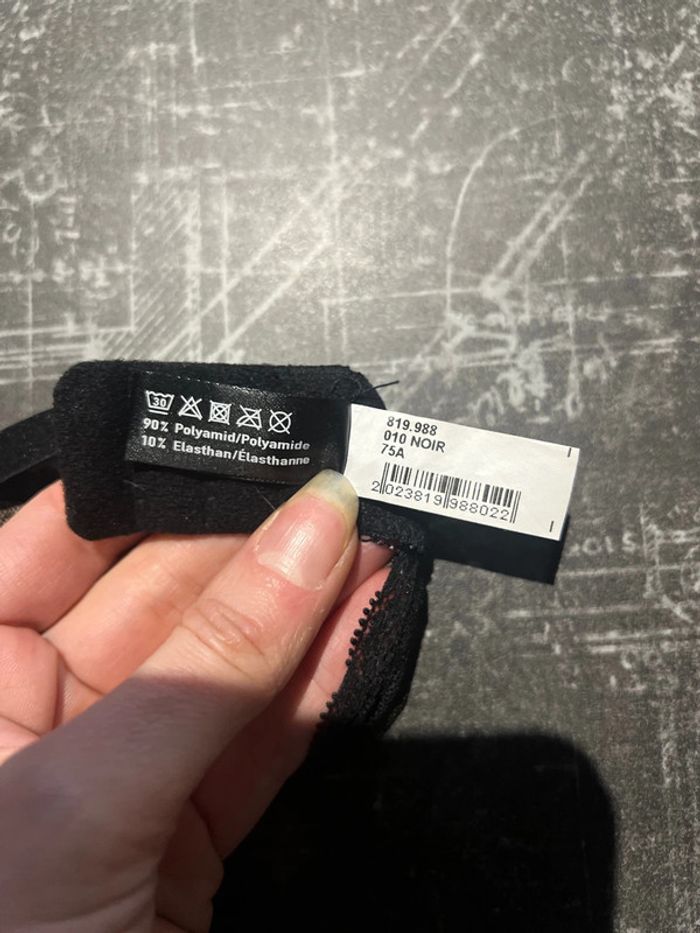 30
90% Polyamid/Polyamide
10% Elasthan/Élasthanne
819.988
010 NOIR
75A
2 023819 988022